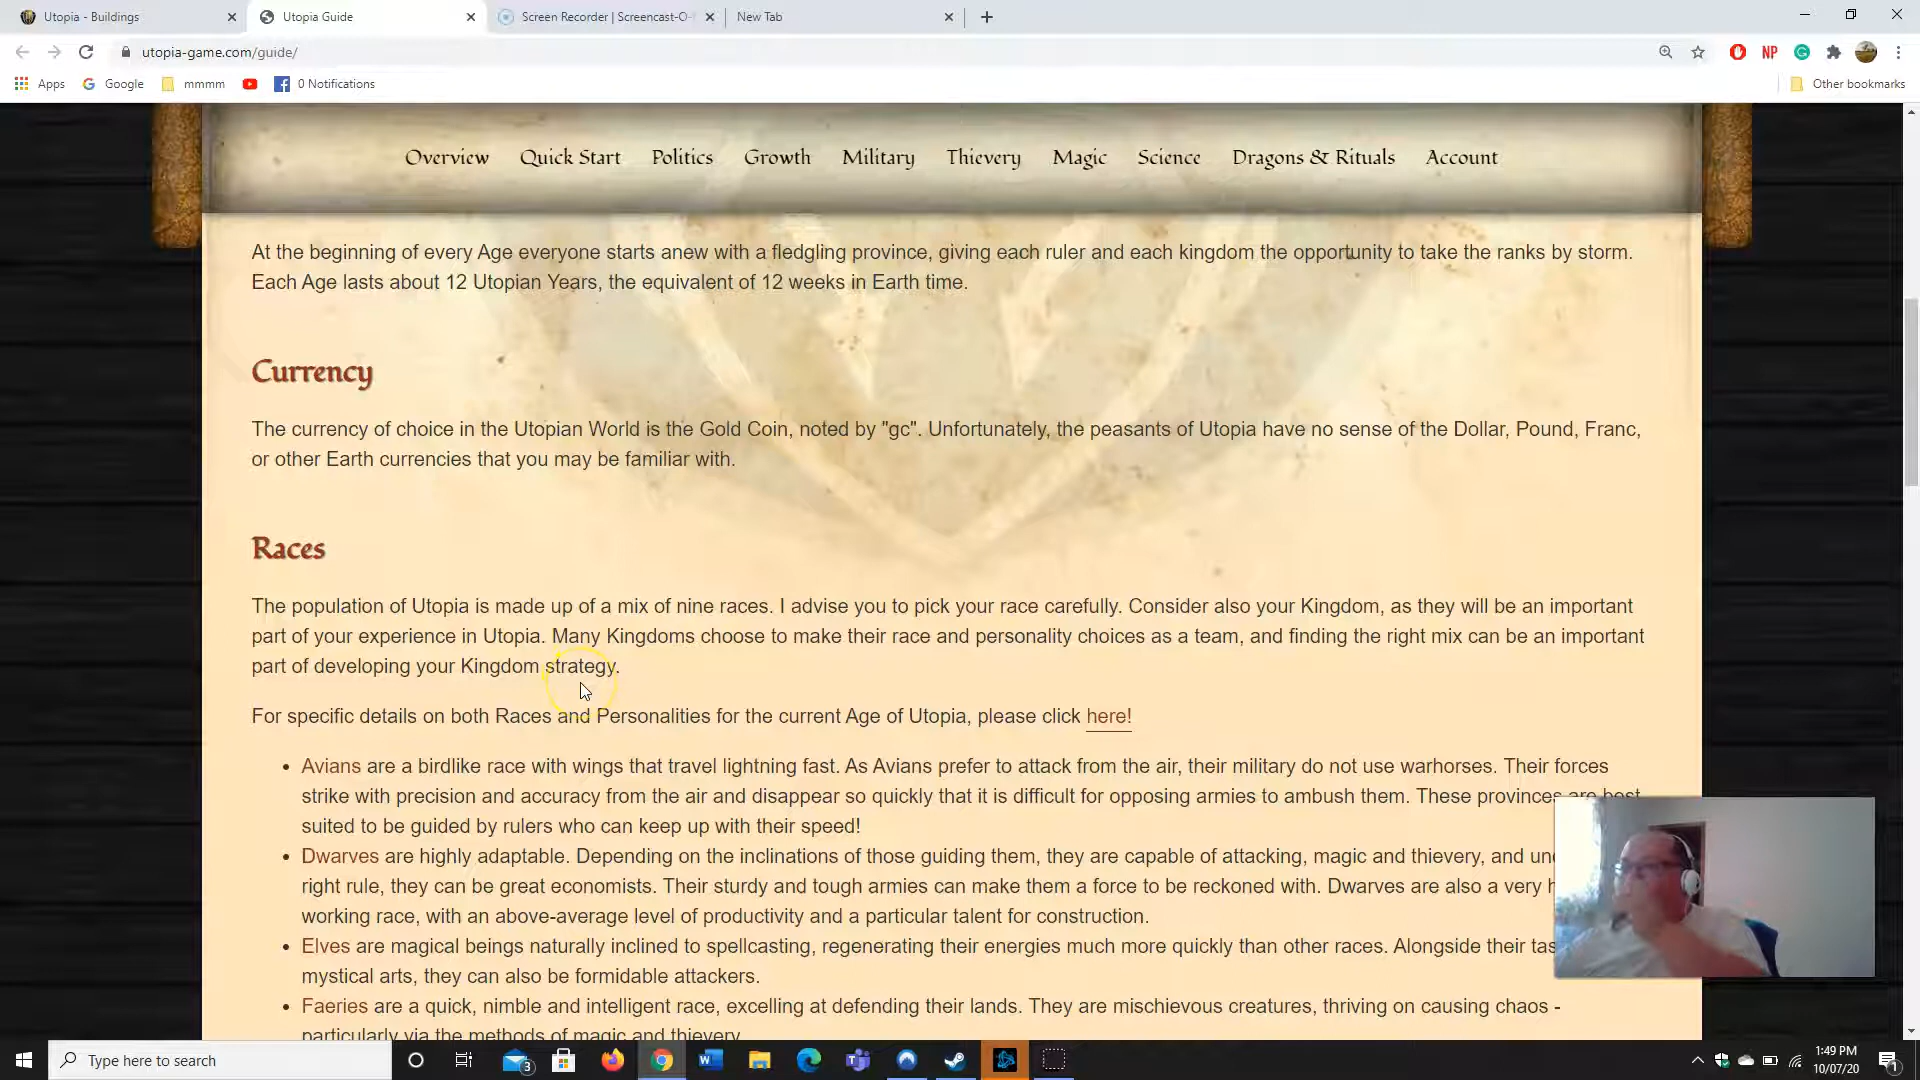 Utopia - Buildings
Utopia Guide
Screen Recorder | Screencast-O-
New Tab
utopia-game.com/guide/
NP
Apps
Google
mmmm
0 Notifications
Other bookmarks
Overview Quick Start Politics Growth Military Thievery Magic Science Dragons & Rituals Account
At the beginning of every Age everyone starts anew with a fledgling province, giving each ruler and each kingdom the opportunity to take the ranks by storm.
Each Age lasts about 12 Utopian Years, the equivalent of 12 weeks in Earth time.
Currency
The currency of choice in the Utopian World is the Gold Coin, noted by "gc". Unfortunately, the peasants of Utopia have no sense of the Dollar, Pound, Franc,
or other Earth currencies that you may be familiar with.
Races
The population of Utopia is made up of a mix of nine races. I advise you to pick your race carefully. Consider also your Kingdom, as they will be an important
part of your experience in Utopia. Many Kingdoms choose to make their race and personality choices as a team, and finding the right mix can be an important
part of developing your Kingdom strategy.
For specific details on both Races and Personalities for the current Age of Utopia, please click here!
Avians are a birdlike race with wings that travel lightning fast. As Avians prefer to attack from the air, their military do not use warhorses. Their forces
strike with precision and accuracy from the air and disappear so quickly that it is difficult for opposing armies to ambush them. These provinces are best
suited to be guided by rulers who can keep up with their speed!
Dwarves are highly adaptable. Depending on the inclinations of those guiding them, they are capable of attacking, magic and thievery, and
right rule, they can be great economists. Their sturdy and tough armies can make them a force to be reckoned with. Dwarves are also a very
working race, with an above-average level of productivity and a particular talent for construction.
Elves are magical beings naturally inclined to spellcasting, regenerating their energies much more quickly than other races. Alongside their
mystical arts, they can also be formidable attackers.
Faeries are a quick, nimble and intelligent race, excelling at defending their lands. They are mischievous creatures, thriving on causing chaos -
particularly via the methods of magic and thievery
Type here to search
3
1:49 PM
10/07/20
1